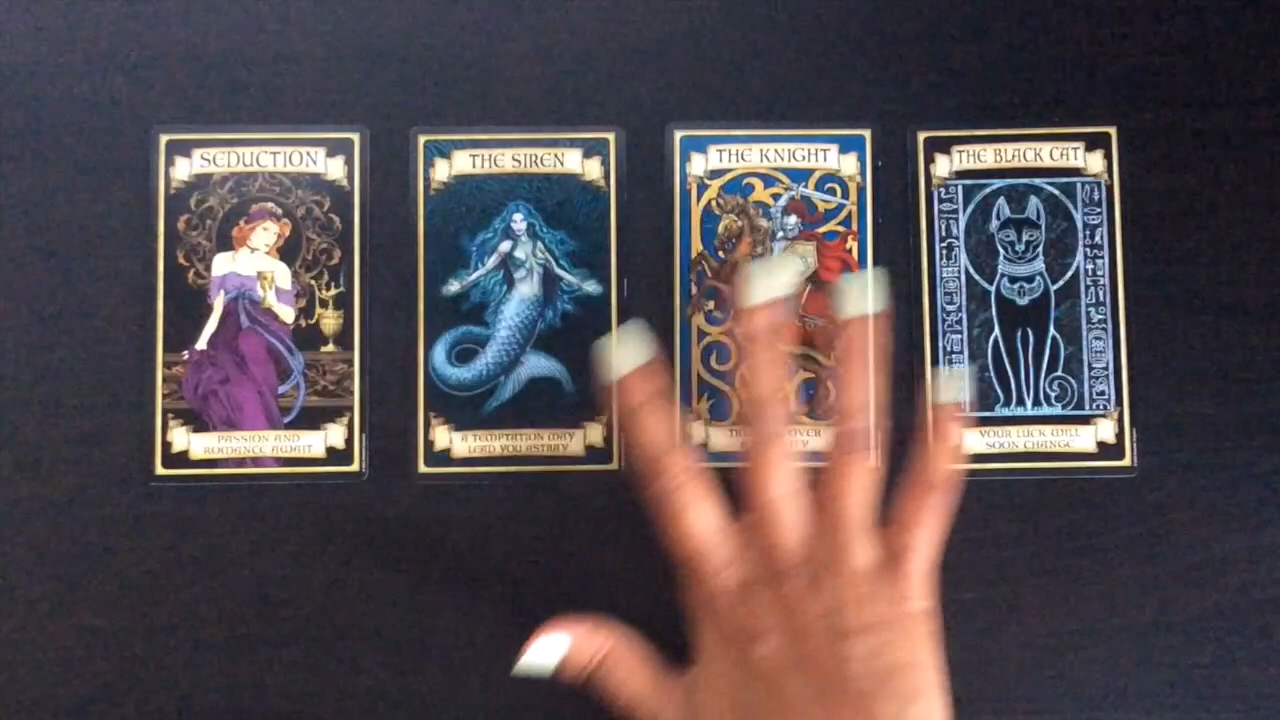 SEDUCTION
PASSION AND
ROMANCE AWAIT
THE SIREN
A TEMPTATION MAY
LEAD YOU ASTRAY
THE KNIGHT
THE BLACK CAT
YOUR LUCK WILL
SOON CHANGE